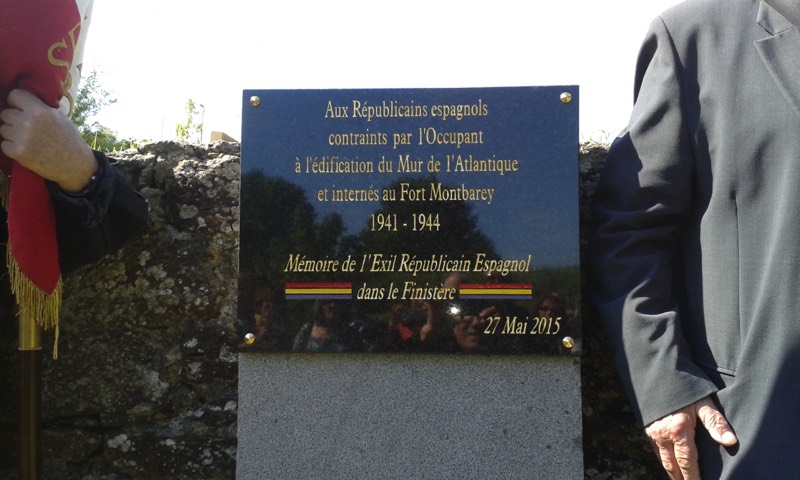 Aux Républicains espagnols
contraints par l'Occupant
à l'édification du Mur de l'Atlantique
et internés au Fort Montbarey
1941 - 1944
Mémoire de l'Exil Républicain Espagnol
dans le Finistère
27 Mai 2015